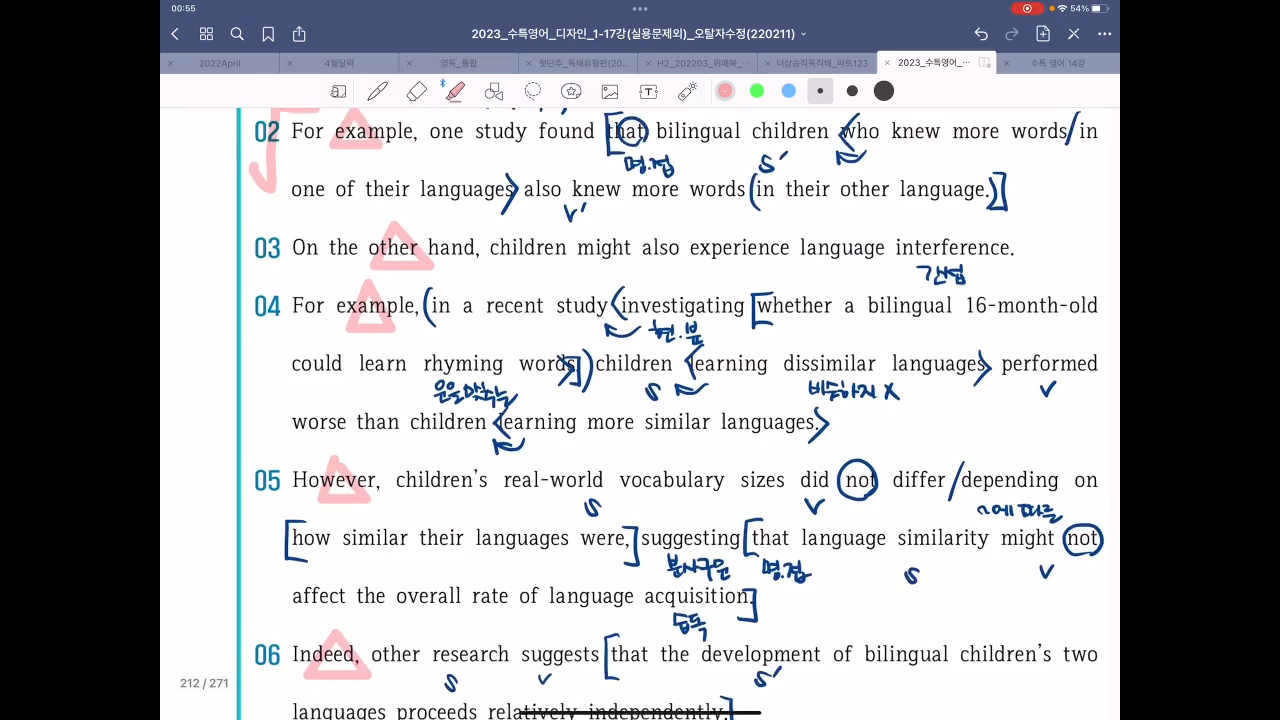 00:55
54%
2023_수특영어_디자인_1-17강(실용문제외)_오탈자수정(220211)
2022April
4월달력
영독_통합
첫단추_독해유형편(20...
H2_202203_위메북_...
더상승직독직해_파트123
2023_수특영어_...
수특 영어 14강
02 For example, one study found that bilingual children who knew more words/in
명.접 s'
one of their languages also knew more words (in their other language.)]
v'
03 On the other hand, children might also experience language interference.
간.접
04 For example, (in a recent study investigating [whether a bilingual 16-month-old
현.분
could learn rhyming words]) children learning dissimilar languages performed
운을 맞추는 s 비슷하지 X v
worse than children learning more similar languages.
05 However, children's real-world vocabulary sizes did not differ/depending on
s v ~에 따른
[how similar their languages were,] suggesting [that language similarity might not
분사구문 명.접 s v
affect the overall rate of language acquisition.]
습득
06 Indeed, other research suggests [that the development of bilingual children's two
s v s'
212 / 271
languages proceeds relatively independently.]